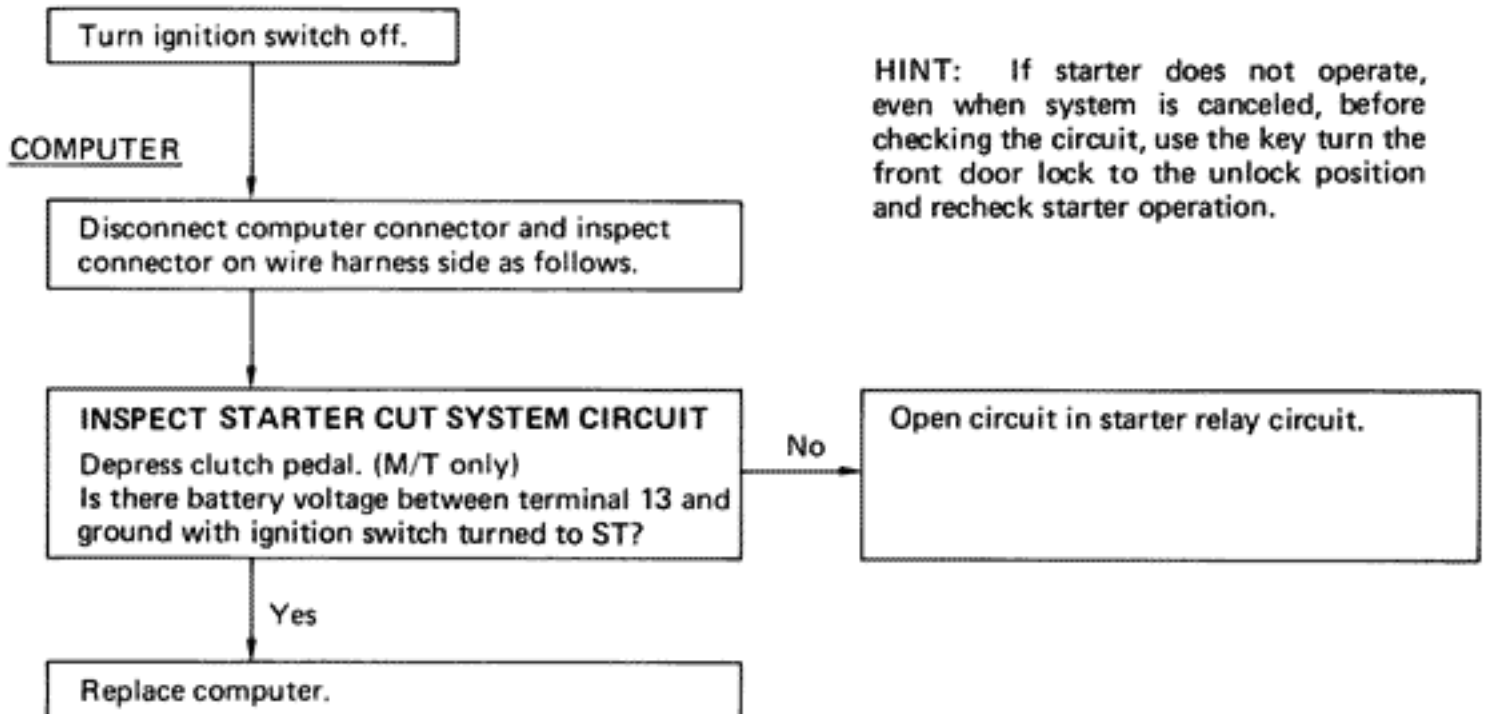 Turn ignition switch off.
HINT: If starter does not operate,
even when system is canceled, before
checking the circuit, use the key turn the
front door lock to the unlock position
and recheck starter operation.
COMPUTER
Disconnect computer connector and inspect
connector on wire harness side as follows.
INSPECT STARTER CUT SYSTEM CIRCUIT
Depress clutch pedal. (M/T only)
Is there battery voltage between terminal 13 and
ground with ignition switch turned to ST?
No
Open circuit in starter relay circuit.
Yes
Replace computer.